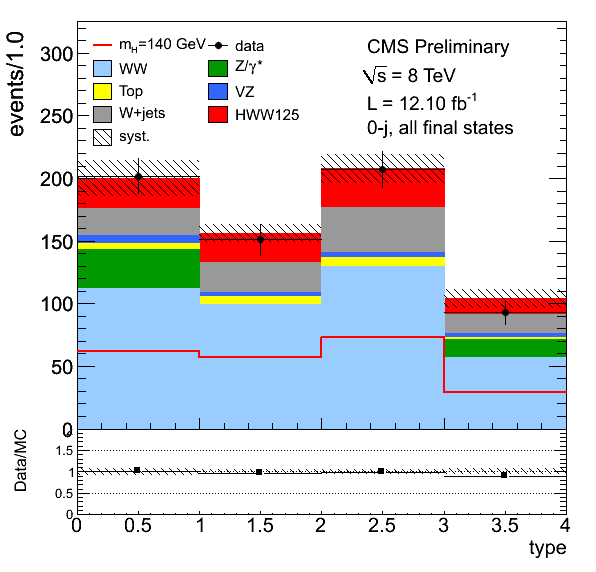 events/1.0
300
250
200
150
100
50
0
m_H=140 GeV
data
WW
Z/γ*
Top
VZ
W+jets
HWW125
syst.
CMS Preliminary
√s = 8 TeV
L = 12.10 fb⁻¹
0-j, all final states
Data/MC
2
1.5
1
0.5
0
0 0.5 1 1.5 2 2.5 3 3.5 4
type